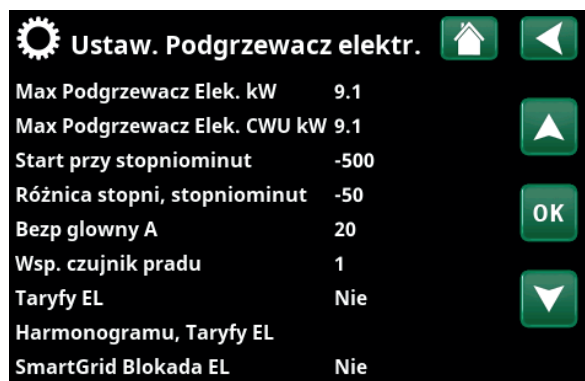 Ustaw. Podgrzewacz elektr.
Max Podgrzewacz Elek. kW 9.1
Max Podgrzewacz Elek. CWU kW 9.1
Start przy stopniominut -500
Różnica stopni, stopniominut -50
Bezp glowny A 20
Wsp. czujnik pradu 1
Taryfy EL Nie
Harmonogramu, Taryfy EL
SmartGrid Blokada EL Nie
OK